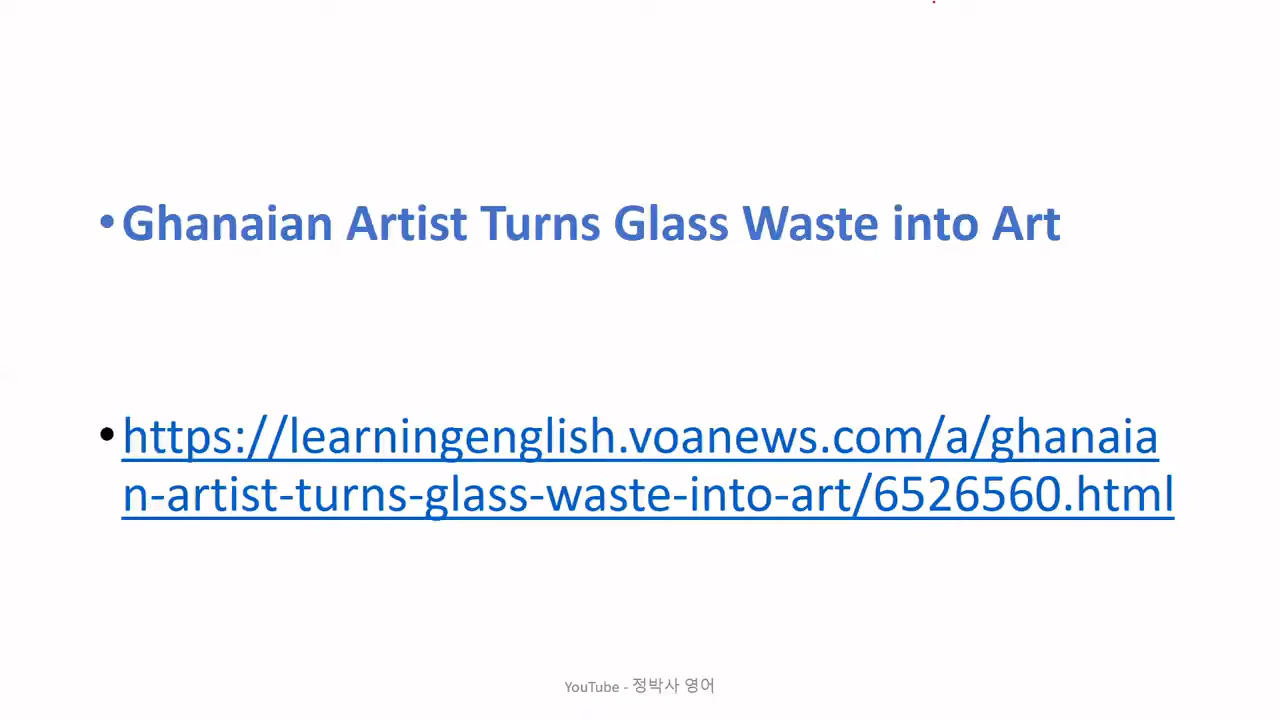 •Ghanaian Artist Turns Glass Waste into Art
•https://learningenglish.voanews.com/a/ghanaia
n-artist-turns-glass-waste-into-art/6526560.html
YouTube - 정박사 영어